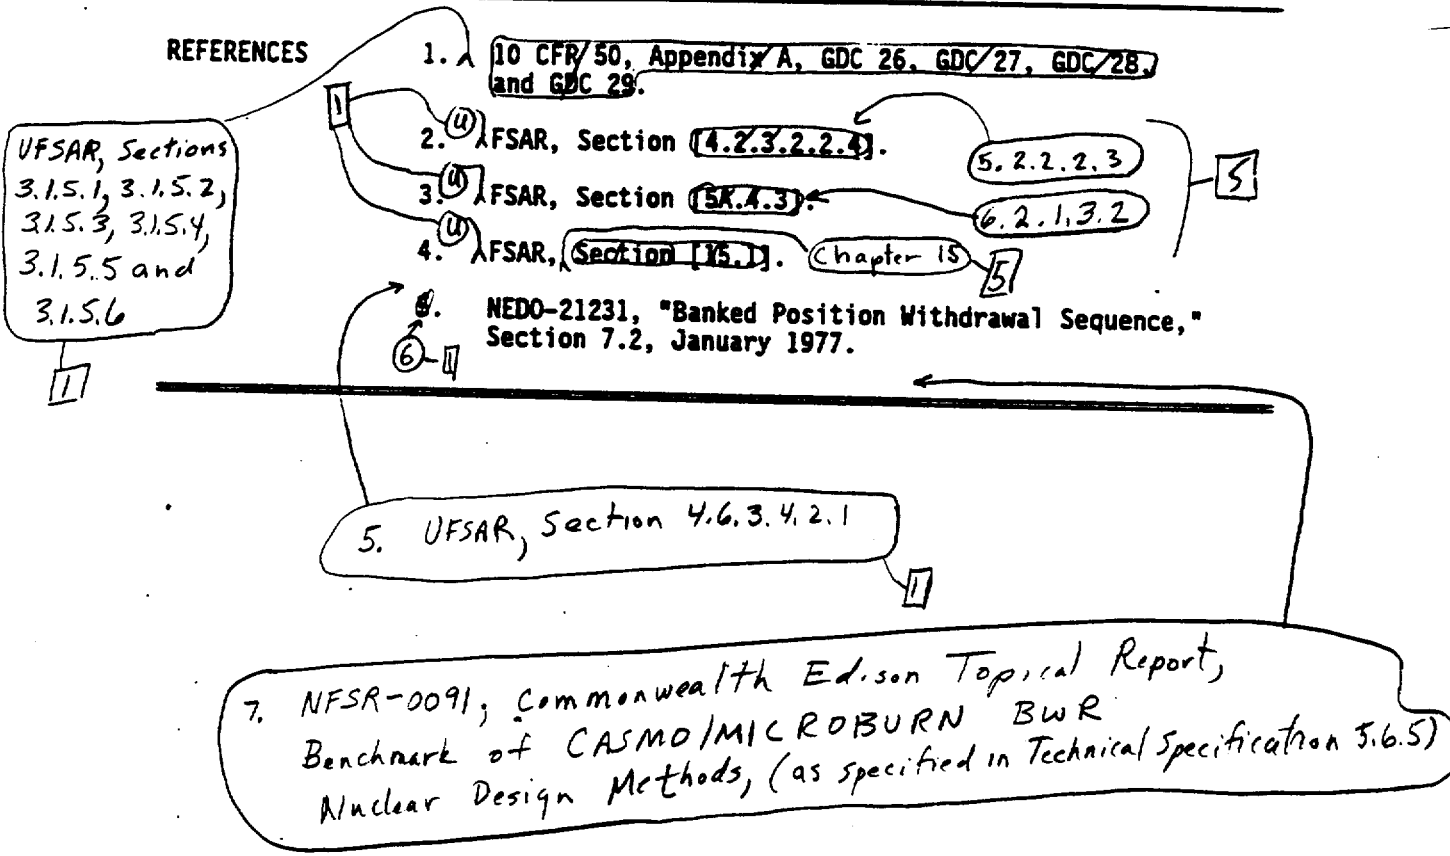 REFERENCES
1. 10 CFR 50, Appendix A, GDC 26, GDC 27, GDC 28,
and GDC 29.
1
UFSAR, Sections
3.1.5.1, 3.1.5.2,
3.1.5.3, 3.1.5.4,
3.1.5.5 and
3.1.5.6
1
2. U FSAR, Section [4.2.3.2.2.4].
5.2.2.2.3
3. U FSAR, Section [5A.4.3].
6.2.1.3.2
5
4. U FSAR, Section [15.1]. Chapter 15
5
NEDO-21231, "Banked Position Withdrawal Sequence,"
Section 7.2, January 1977.
6 1
5. UFSAR, Section 4.6.3.4.2.1
1
7. NFSR-0091, Commonwealth Edison Topical Report,
Benchmark of CASMO/MICROBURN BWR
Nuclear Design Methods, (as specified in Technical Specification 5.6.5)